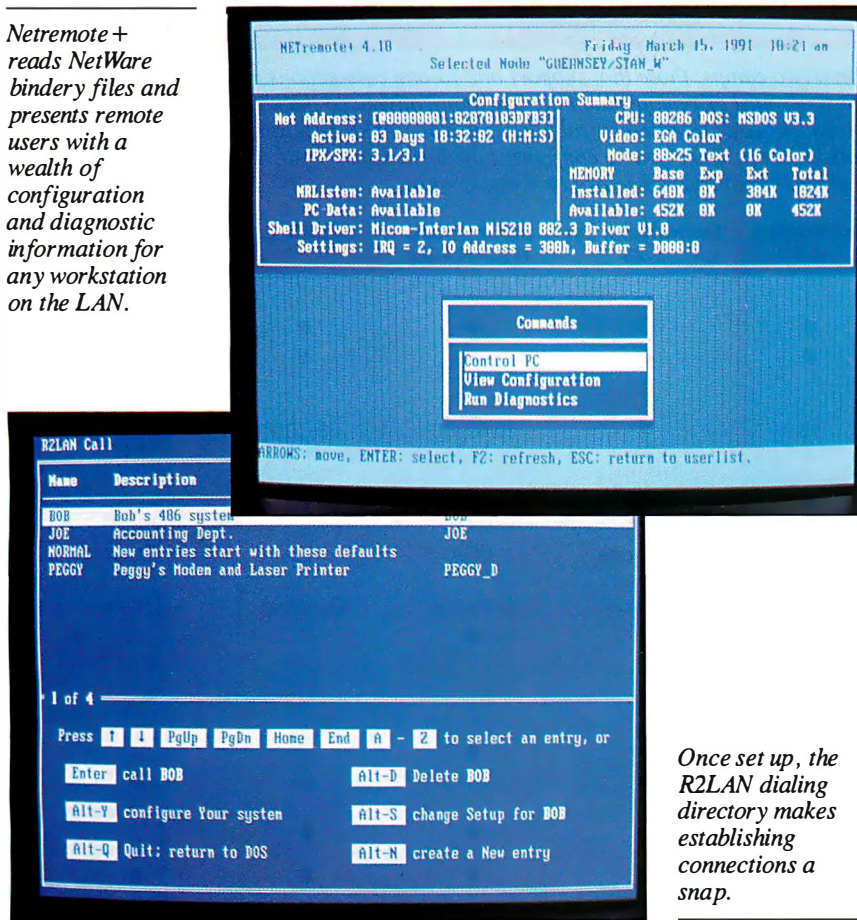 Netremote+
reads NetWare
bindery files and
presents remote
users with a
wealth of
configuration
and diagnostic
information for
any workstation
on the LAN.
NETremote+ 4.10 Friday March 15, 1991 10:21 am
Selected Node "GUERNSEY/STAN_W"
Configuration Summary
Net Address: [00000001:02070103DFB3] CPU: 80286 DOS: MSDOS V3.3
Active: 03 Days 18:32:02 (H:M:S) Video: EGA Color
IPX/SPX: 3.1/3.1 Mode: 80x25 Text (16 Color)
MEMORY Base Exp Ext Total
NRListen: Available Installed: 640K 0K 384K 1024K
PC Data: Available Available: 452K 0K 0K 452K
Shell Driver: Micom-Interlan NI5210 802.3 Driver V1.0
Settings: IRQ = 2, IO Address = 300h, Buffer = D000:0
Commands
Control PC
View Configuration
Run Diagnostics
ARROWS: move, ENTER: select, F2: refresh, ESC: return to userlist.
R2LAN Call
Name Description
BOB Bob's 486 system BOB
JOE Accounting Dept. JOE
NORMAL New entries start with these defaults
PEGGY Peggy's Modem and Laser Printer PEGGY_D
1 of 4
Press ↑ ↓ PgUp PgDn Home End A - Z to select an entry, or
Enter call BOB Alt-D Delete BOB
Alt-Y configure Your system Alt-S change Setup for BOB
Alt-Q Quit; return to DOS Alt-N create a New entry
Once set up, the
R2LAN dialing
directory makes
establishing
connections a
snap.